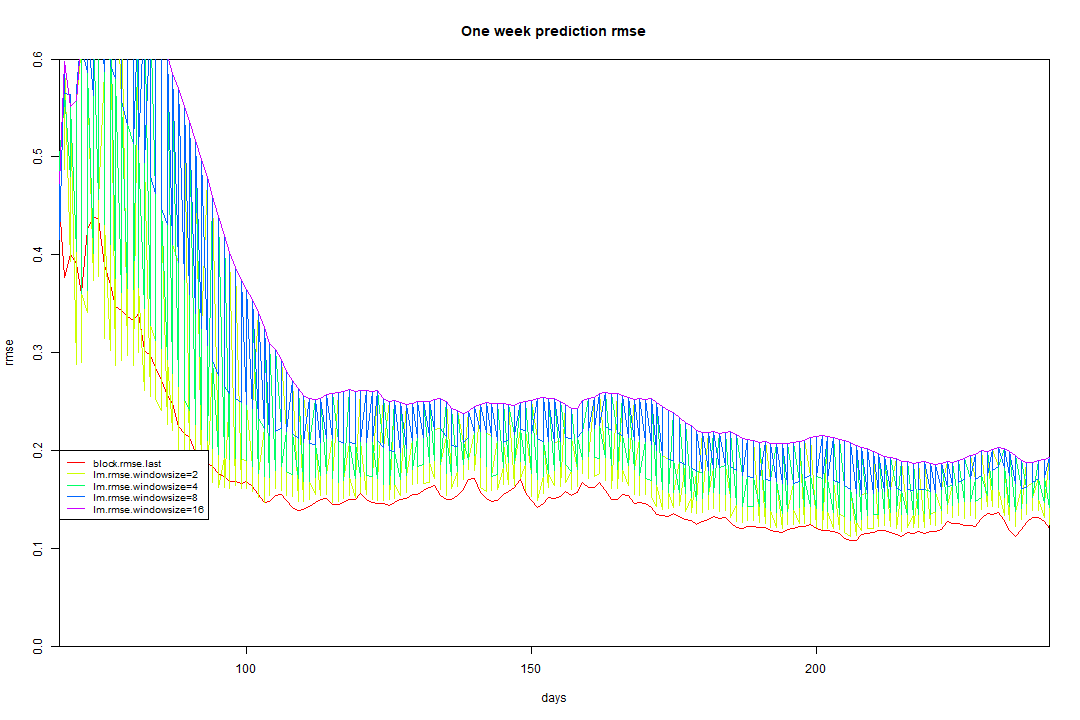 One week prediction rmse
rmse
0.6
0.5
0.4
0.3
0.2
0.1
0.0
block.rmse.last
lm.rmse.windowsize=2
lm.rmse.windowsize=4
lm.rmse.windowsize=8
lm.rmse.windowsize=16
100 150 200
days